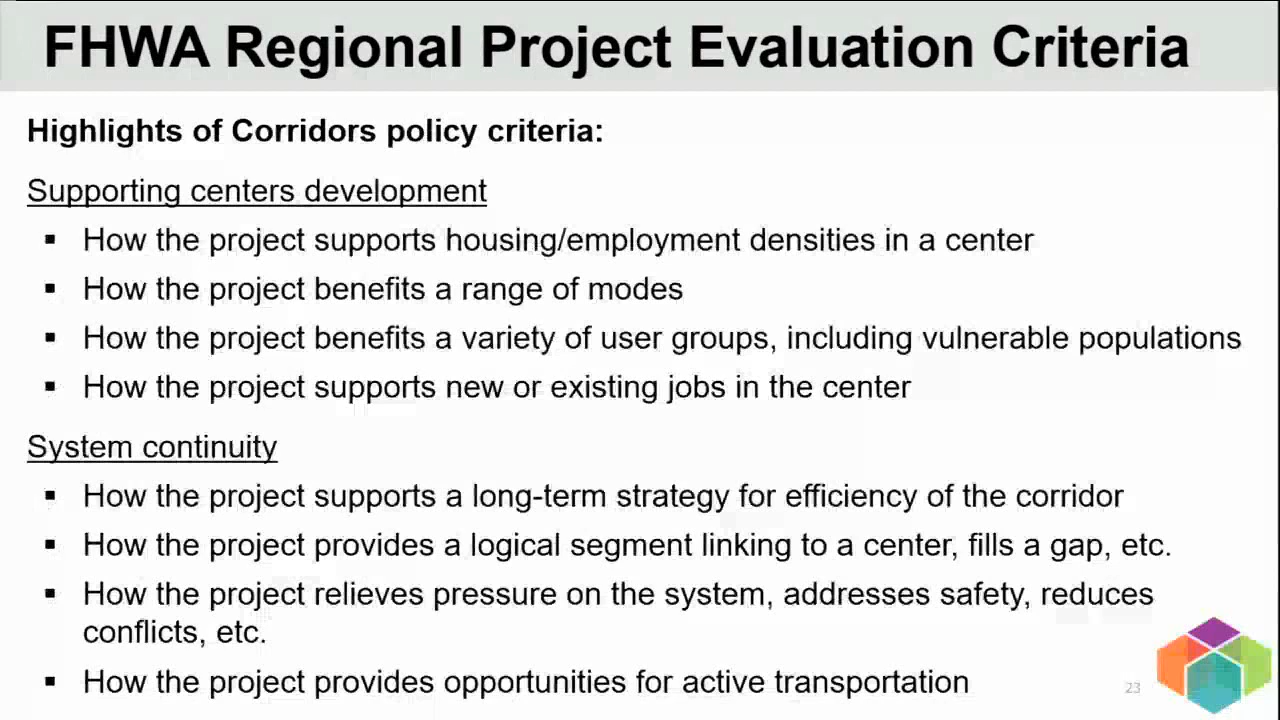 FHWA Regional Project Evaluation Criteria
Highlights of Corridors policy criteria:
Supporting centers development
▪ How the project supports housing/employment densities in a center
▪ How the project benefits a range of modes
▪ How the project benefits a variety of user groups, including vulnerable populations
▪ How the project supports new or existing jobs in the center
System continuity
▪ How the project supports a long-term strategy for efficiency of the corridor
▪ How the project provides a logical segment linking to a center, fills a gap, etc.
▪ How the project relieves pressure on the system, addresses safety, reduces
conflicts, etc.
▪ How the project provides opportunities for active transportation
23